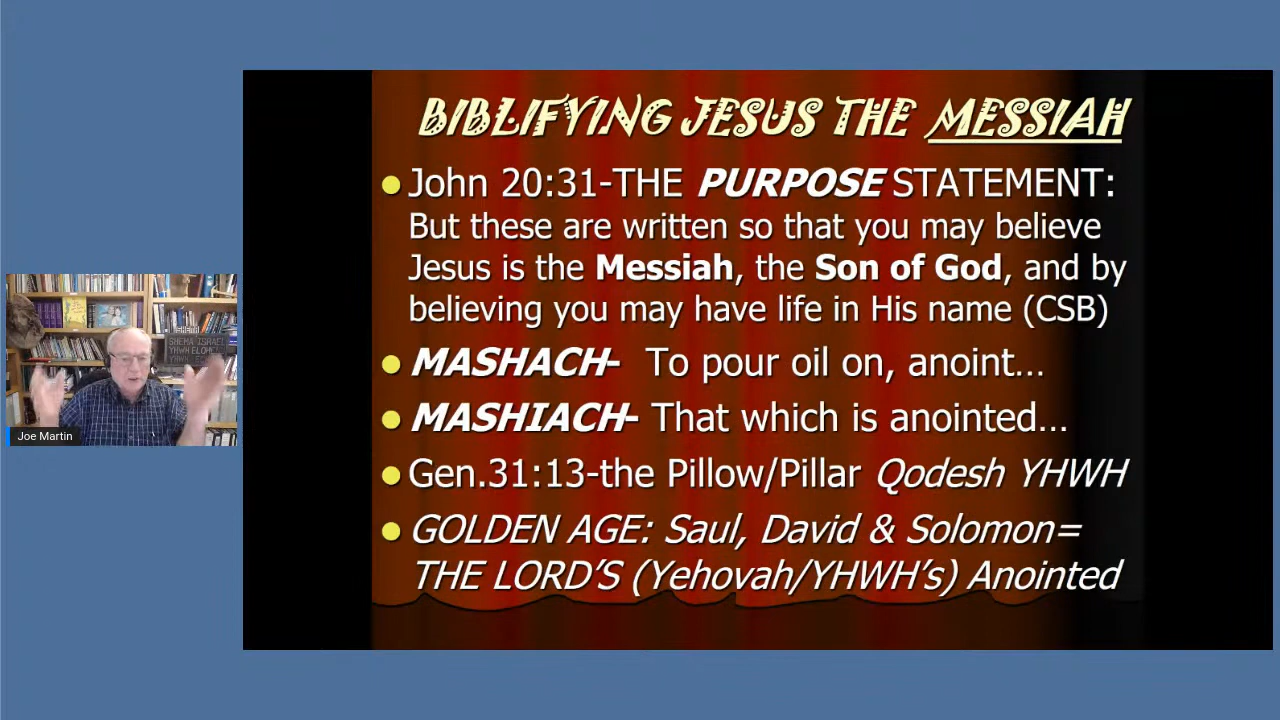 BIBLIFYING JESUS THE MESSIAH
John 20:31-THE PURPOSE STATEMENT:
But these are written so that you may believe
Jesus is the Messiah, the Son of God, and by
believing you may have life in His name (CSB)
MASHACH- To pour oil on, anoint...
MASHIACH- That which is anointed...
Gen.31:13-the Pillow/Pillar Qodesh YHWH
GOLDEN AGE: Saul, David & Solomon=
THE LORD'S (Yehovah/YHWH's) Anointed
SHEMA ISRAEL
Joe Martin